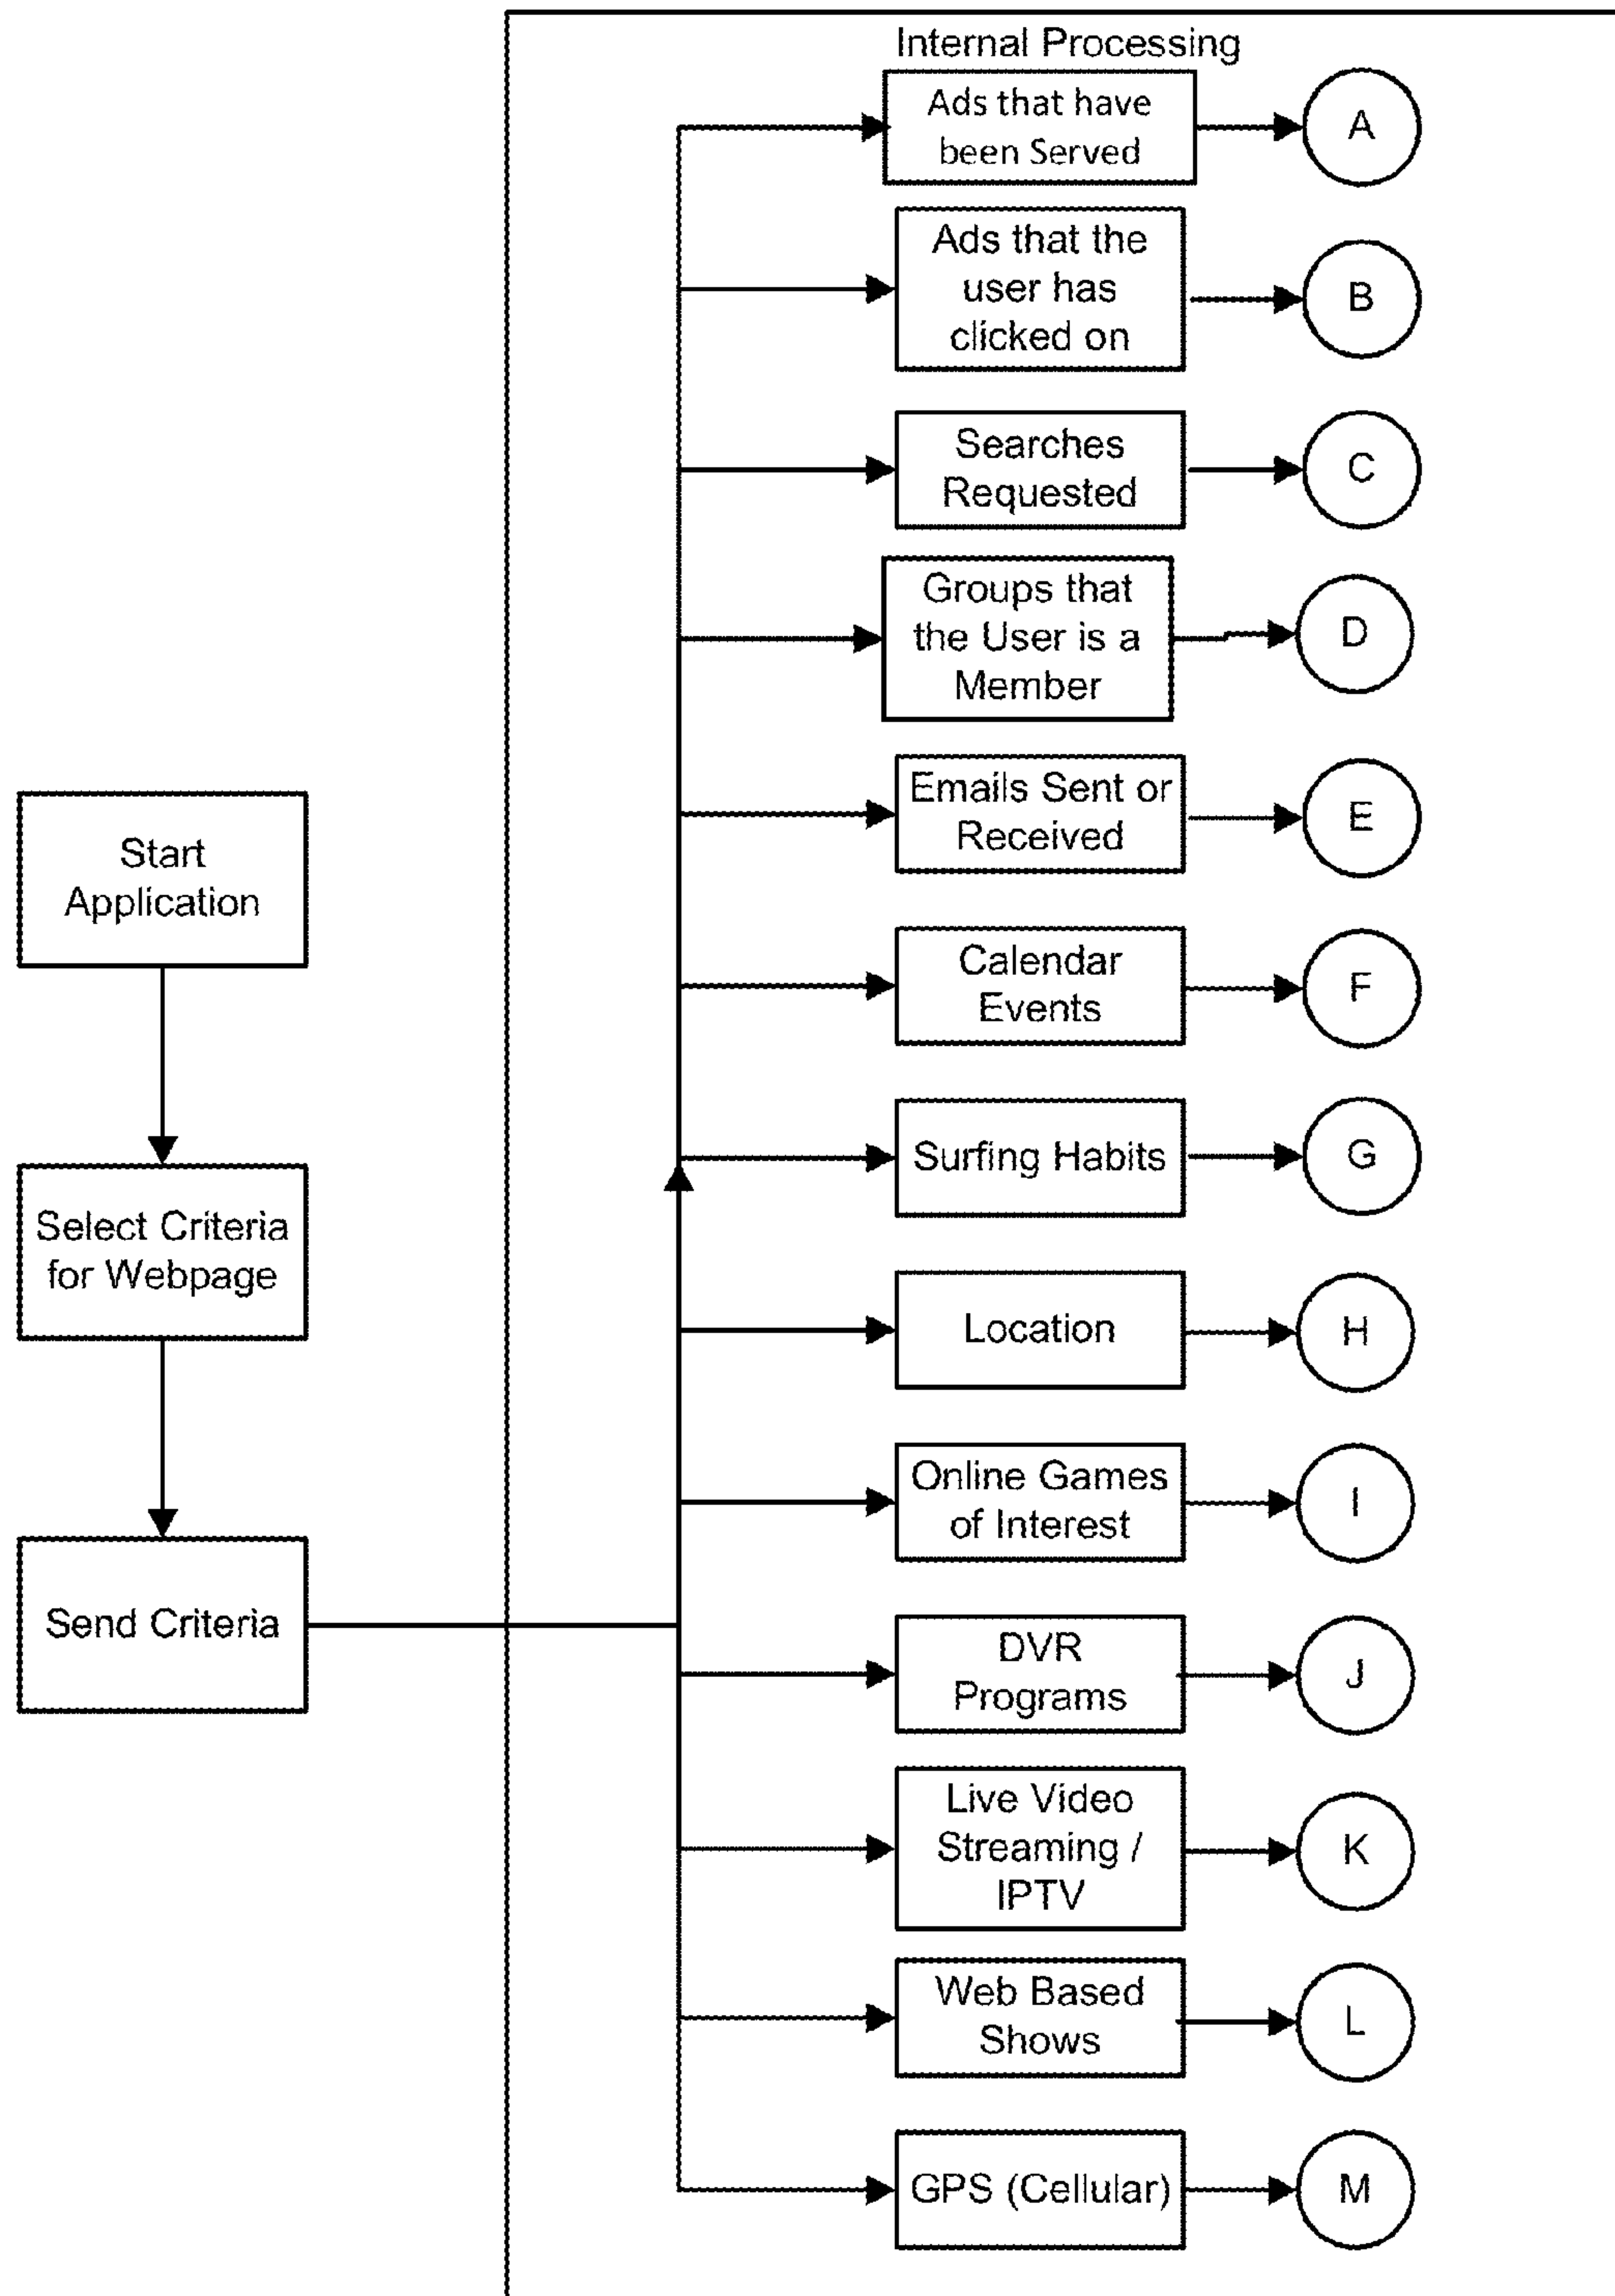 Internal Processing
Ads that have
been Served
A
Ads that the
user has
clicked on
B
Searches
Requested
C
Groups that
the User is a
Member
D
Emails Sent or
Received
E
Calendar
Events
F
Surfing Habits
G
Location
H
Online Games
of Interest
I
DVR
Programs
J
Live Video
Streaming /
IPTV
K
Web Based
Shows
L
GPS (Cellular)
M
Start
Application
Select Criteria
for Webpage
Send Criteria